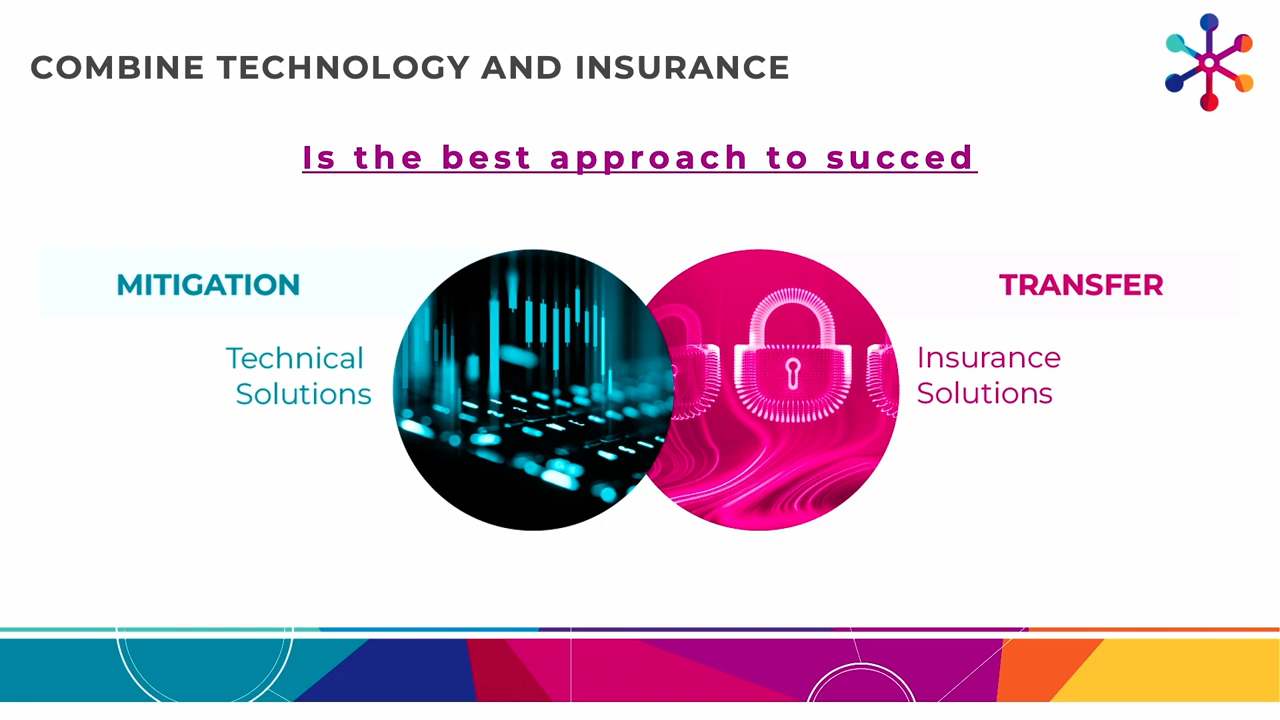 COMBINE TECHNOLOGY AND INSURANCE
Is the best approach to succed
MITIGATION
Technical
Solutions
TRANSFER
Insurance
Solutions